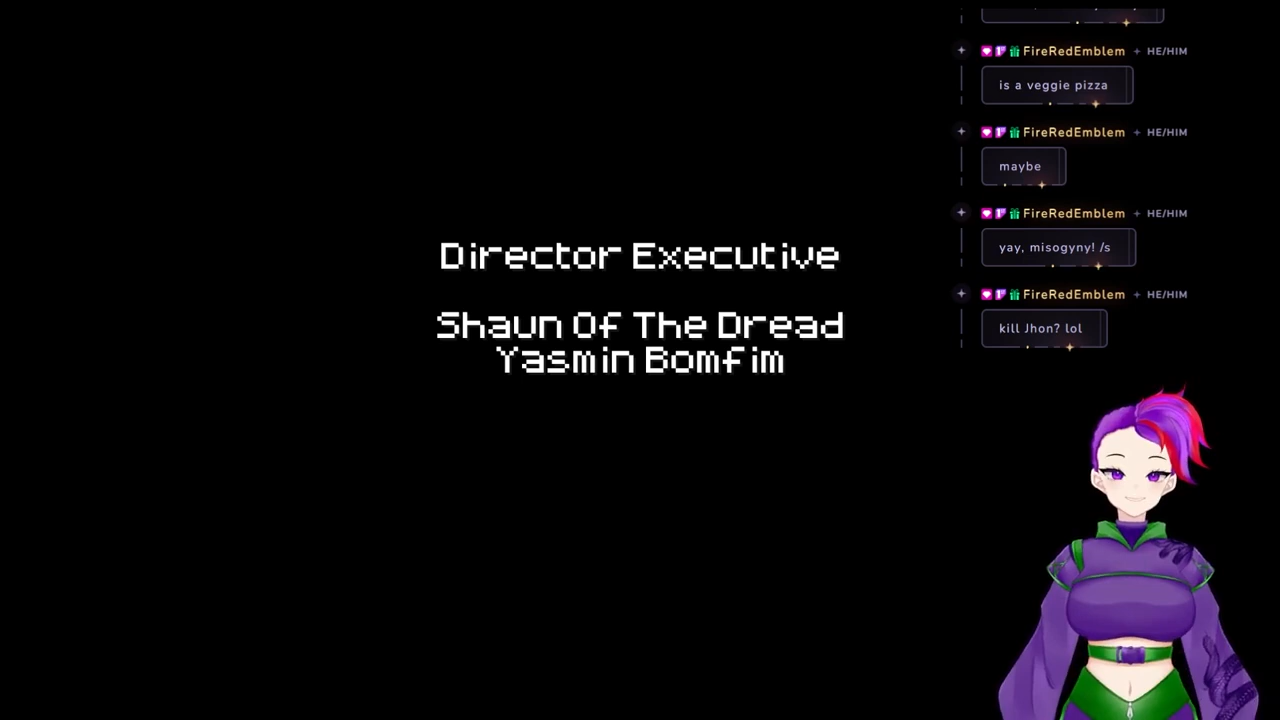 Director Executive
Shaun Of The Dread
Yasmin Bomfim
FireRedEmblem + HE/HIM
is a veggie pizza
FireRedEmblem + HE/HIM
maybe
FireRedEmblem + HE/HIM
yay, misogyny! /s
FireRedEmblem + HE/HIM
kill Jhon? lol